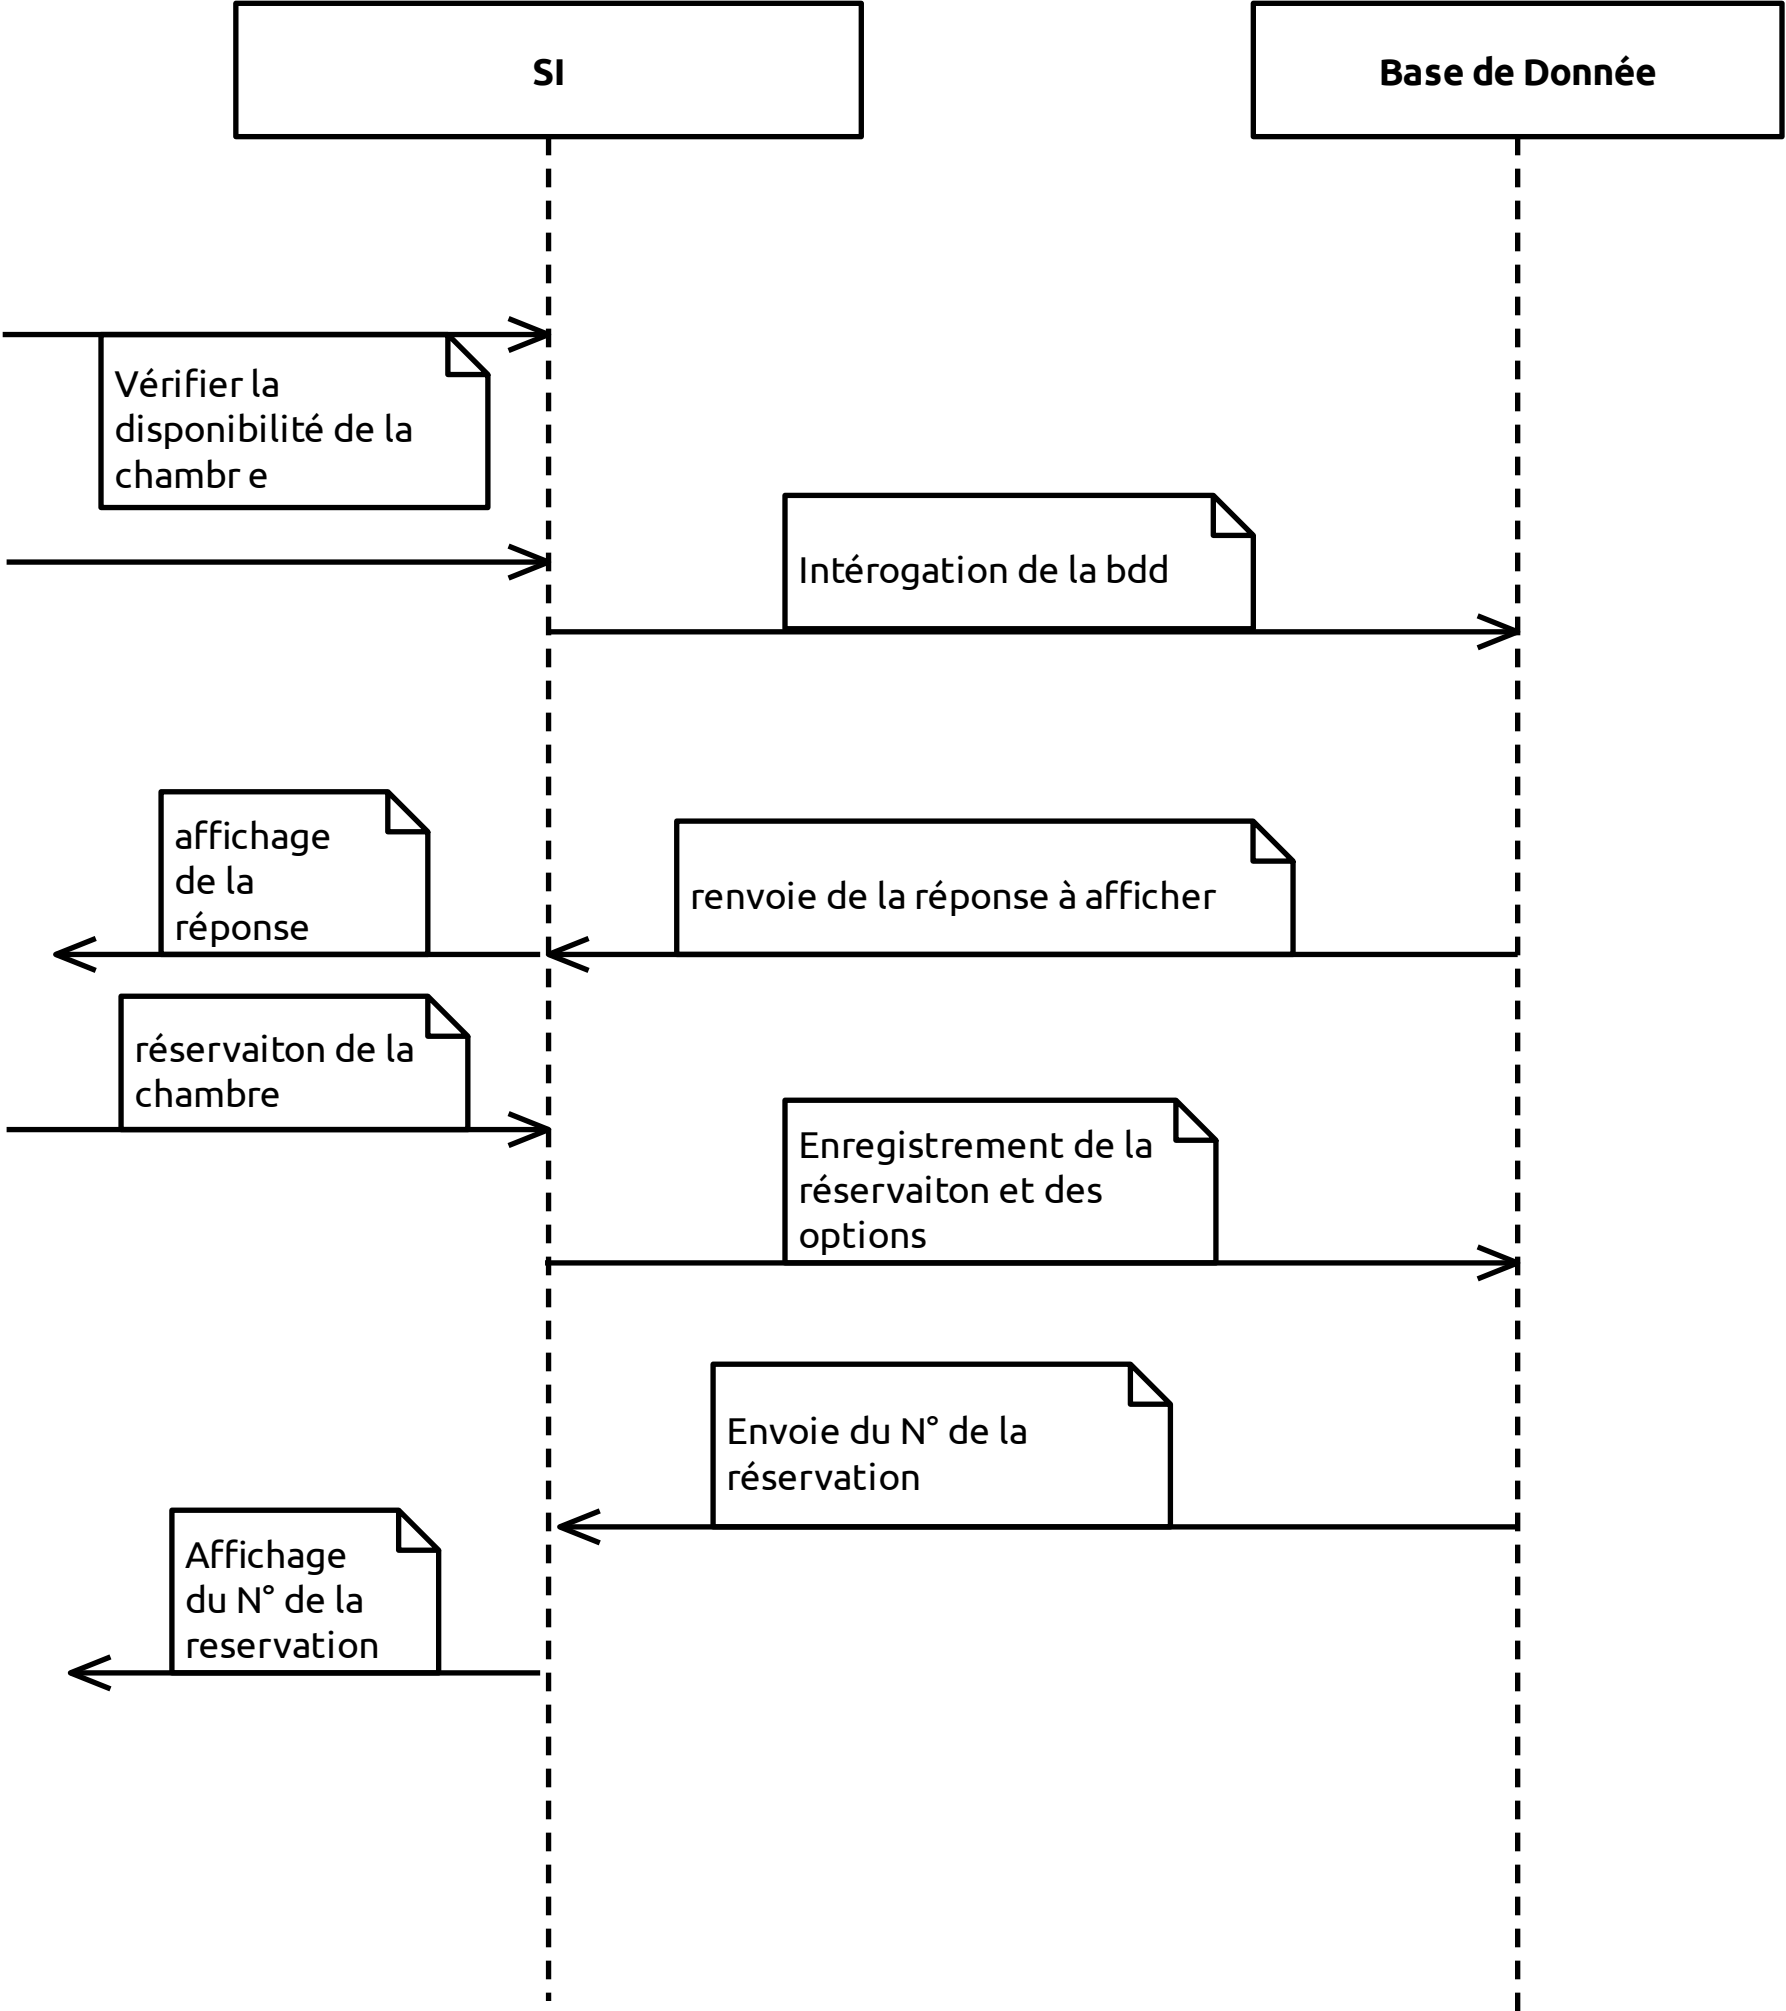 SI
Base de Donnée
Vérifier la
disponibilité de la
chambr e
Intérogation de la bdd
affichage
de la
réponse
renvoie de la réponse à afficher
réservaiton de la
chambre
Enregistrement de la
réservaiton et des
options
Envoie du N° de la
réservation
Affichage
du N° de la
reservation